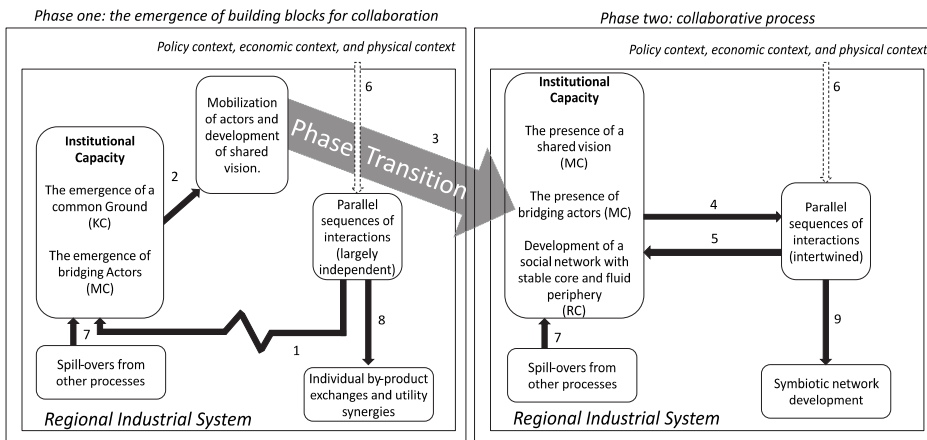 Phase one: the emergence of building blocks for collaboration
Policy context, economic context, and physical context
6
Mobilization
of actors and
development
of shared
vision.
Phase Transition
3
Institutional
Capacity
The emergence of a
common Ground
(KC)
The emergence of
bridging Actors
(MC)
2
Parallel
sequences of
interactions
(largely
independent)
7
1
8
Spill-overs from
other processes
Individual by-product
exchanges and utility
synergies
Regional Industrial System
Phase two: collaborative process
Policy context, economic context, and physical context
6
Institutional
Capacity
The presence of a
shared vision
(MC)
The presence of
bridging actors (MC)
Development of a
social network with
stable core and fluid
periphery
(RC)
4
5
Parallel
sequences of
interactions
(intertwined)
7
9
Spill-overs from
other processes
Symbiotic network
development
Regional Industrial System